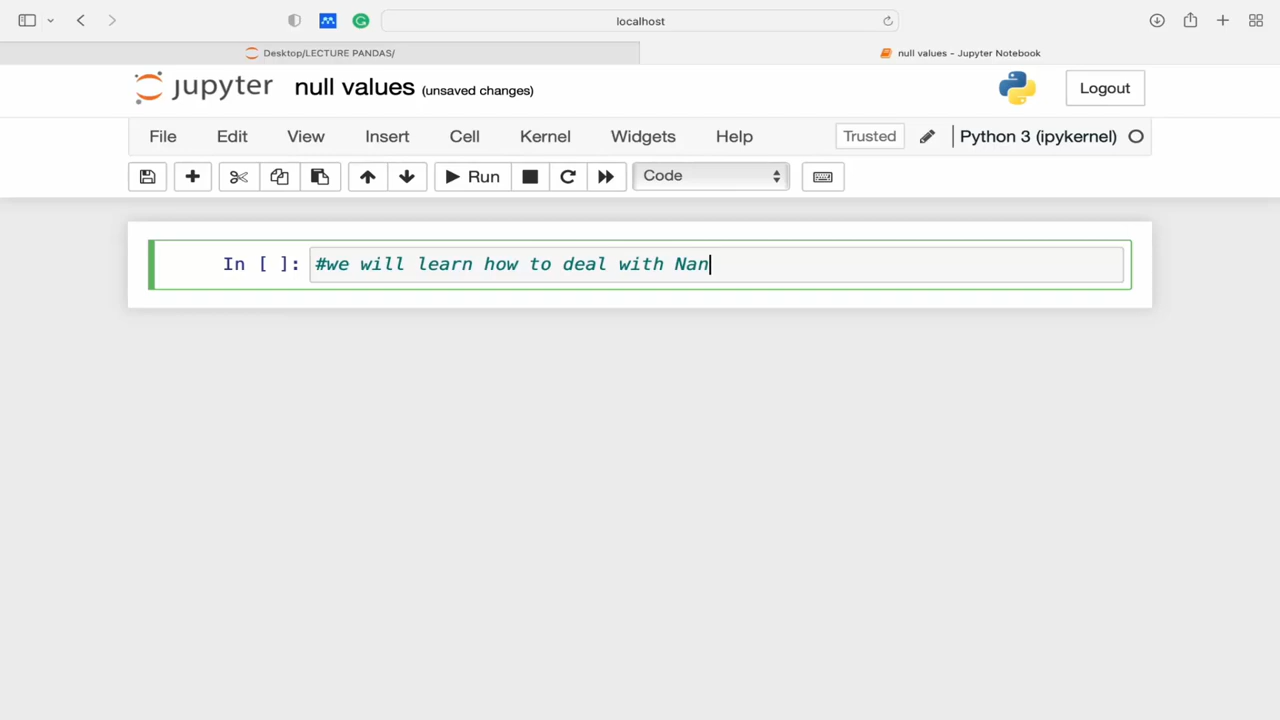 localhost
Desktop/LECTURE PANDAS/
null values - Jupyter Notebook
jupyter null values (unsaved changes)
Logout
File Edit View Insert Cell Kernel Widgets Help Trusted Python 3 (ipykernel)
Run Code
In [ ]: #we will learn how to deal with Nan